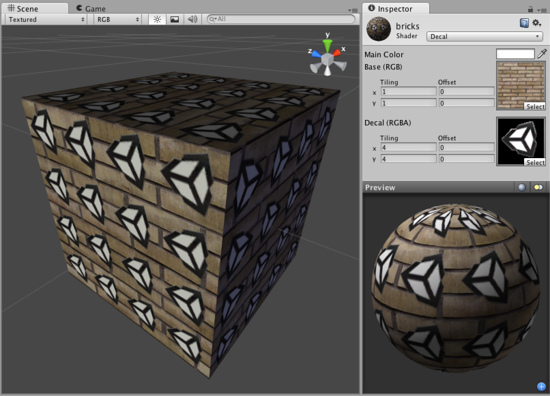 Scene
Game
Textured
RGB
All
y
x
z
Inspector
bricks
Shader
Decal
Main Color
Base (RGB)
Tiling Offset
x 1 0
y 1 0
Select
Decal (RGBA)
Tiling Offset
x 4 0
y 4 0
Select
Preview